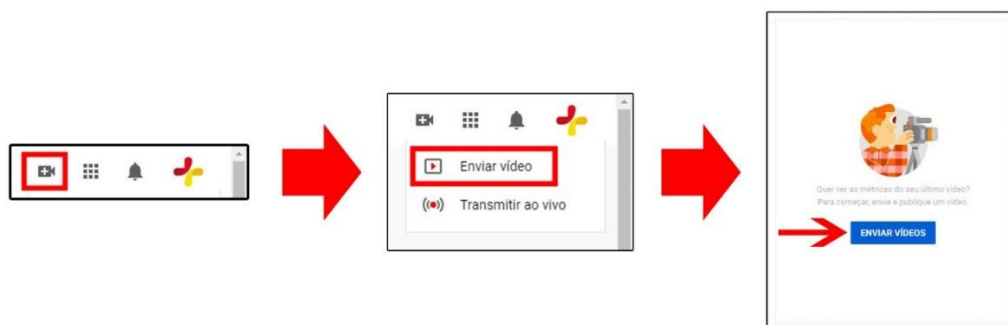 Enviar vídeo
Transmitir ao vivo
Quer ver as métricas do seu último vídeo?
Para começar, envie e publique um vídeo.
ENVIAR VÍDEOS